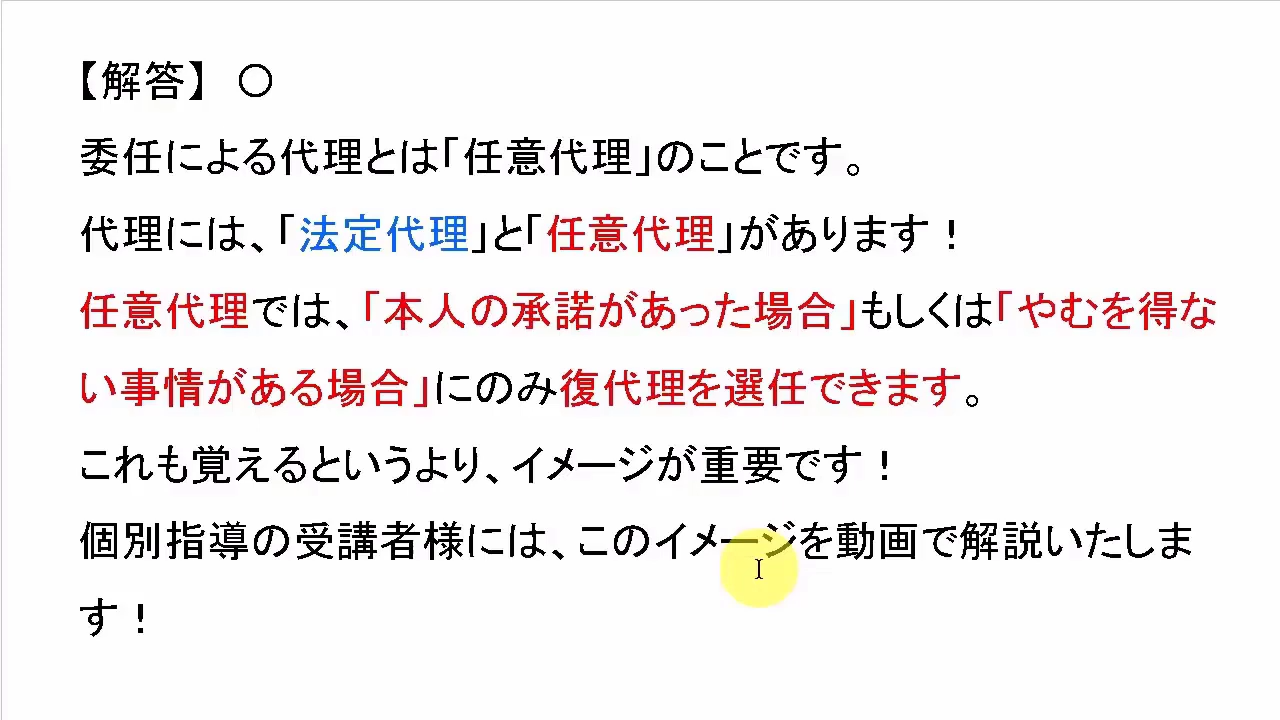 【解答】 ○
委任による代理とは「任意代理」のことです。
代理には、「法定代理」と「任意代理」があります！
任意代理では、「本人の承諾があった場合」もしくは「やむを得な
い事情がある場合」にのみ復代理を選任できます。
これも覚えるというより、イメージが重要です！
個別指導の受講者様には、このイメージを動画で解説いたしま
す！